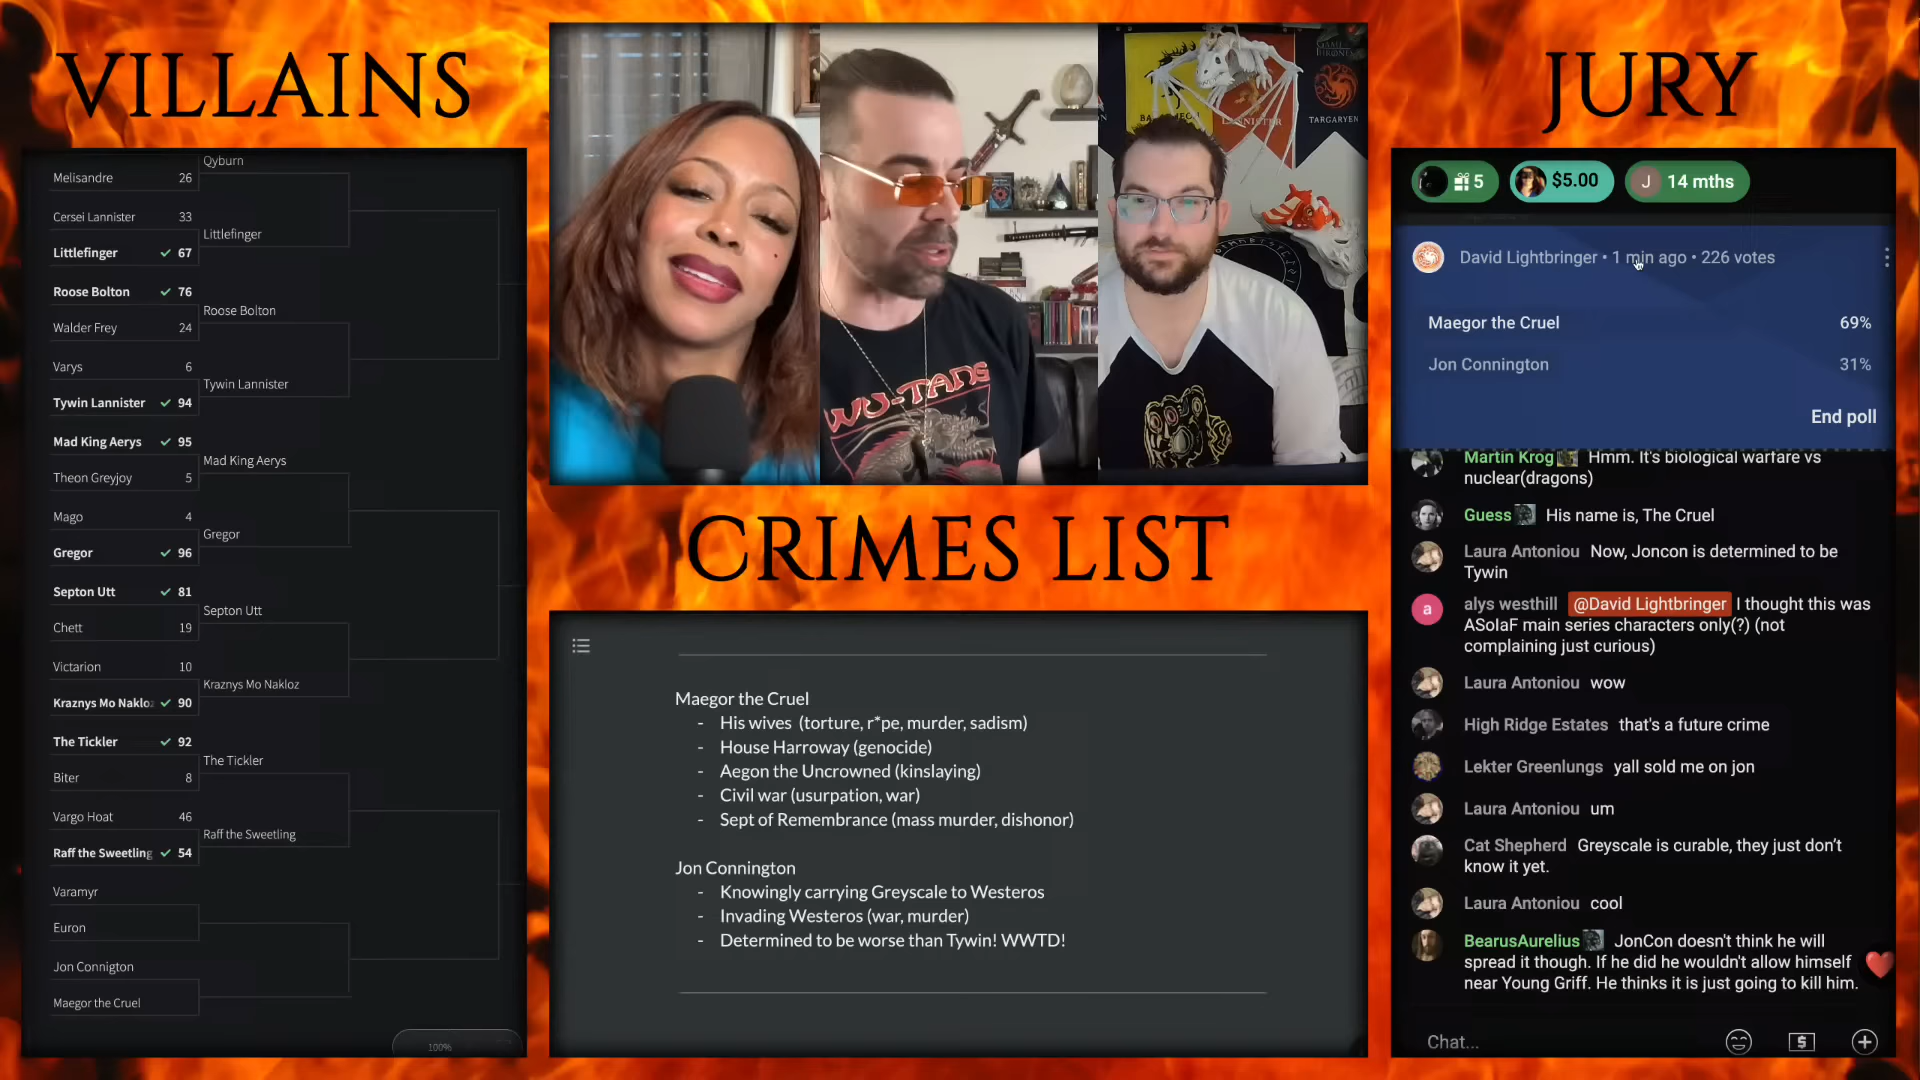 VILLAINS
Melisandre 26
Cersei Lannister 33
Littlefinger ✓ 67
Roose Bolton ✓ 76
Walder Frey 24
Varys 6
Tywin Lannister ✓ 94
Mad King Aerys ✓ 95
Theon Greyjoy 5
Mago 4
Gregor ✓ 96
Septon Utt ✓ 81
Chett 19
Victarion 10
Kraznys Mo Nakloz ✓ 90
The Tickler ✓ 92
Biter 8
Vargo Hoat 46
Raff the Sweetling ✓ 54
Varamyr
Euron
Jon Connigton
Maegor the Cruel
Qyburn
Littlefinger
Roose Bolton
Tywin Lannister
Mad King Aerys
Gregor
Septon Utt
Kraznys Mo Nakloz
The Tickler
Raff the Sweetling
100%
WU-TANG
LANNISTER
TARGARYEN
CRIMES LIST
Maegor the Cruel
- His wives (torture, r*pe, murder, sadism)
- House Harroway (genocide)
- Aegon the Uncrowned (kinslaying)
- Civil war (usurpation, war)
- Sept of Remembrance (mass murder, dishonor)
Jon Connington
- Knowingly carrying Greyscale to Westeros
- Invading Westeros (war, murder)
- Determined to be worse than Tywin! WWTD!
JURY
5 $5.00 J 14 mths
David Lightbringer • 1 min ago • 226 votes
Maegor the Cruel 69%
Jon Connington 31%
End poll
Martin Krog Hmm. It's biological warfare vs
nuclear(dragons)
Guess His name is, The Cruel
Laura Antoniou Now, Joncon is determined to be
Tywin
a alys westhill @David Lightbringer I thought this was
ASoIaF main series characters only(?) (not
complaining just curious)
Laura Antoniou wow
High Ridge Estates that's a future crime
Lekter Greenlungs yall sold me on jon
Laura Antoniou um
Cat Shepherd Greyscale is curable, they just don't
know it yet.
Laura Antoniou cool
BearusAurelius JonCon doesn't think he will
spread it though. If he did he wouldn't allow himself
near Young Griff. He thinks it is just going to kill him.
Chat...